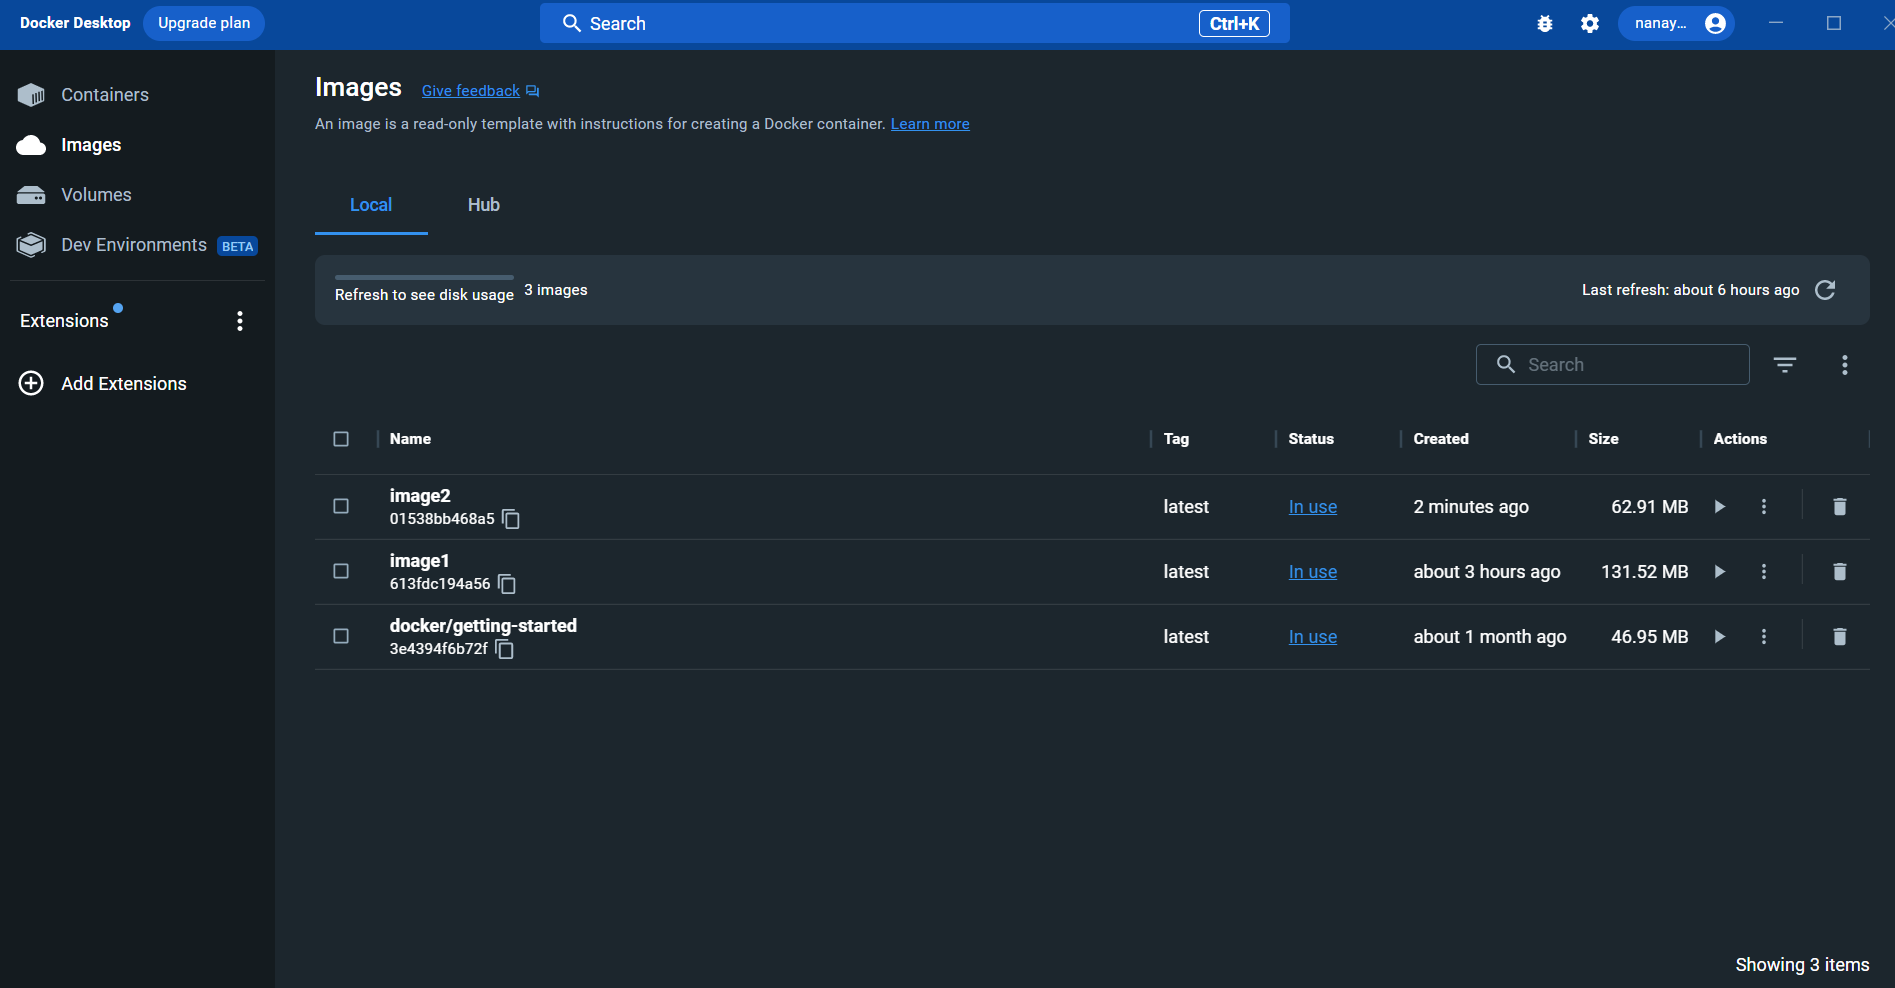 Docker Desktop Upgrade plan Search Ctrl+K nanay...
Containers
Images
Volumes
Dev Environments BETA
Extensions
Add Extensions
Images Give feedback
An image is a read-only template with instructions for creating a Docker container. Learn more
Local Hub
Refresh to see disk usage 3 images Last refresh: about 6 hours ago
Search
Name Tag Status Created Size Actions
image2
01538bb468a5 latest In use 2 minutes ago 62.91 MB
image1
613fdc194a56 latest In use about 3 hours ago 131.52 MB
docker/getting-started
3e4394f6b72f latest In use about 1 month ago 46.95 MB
Showing 3 items